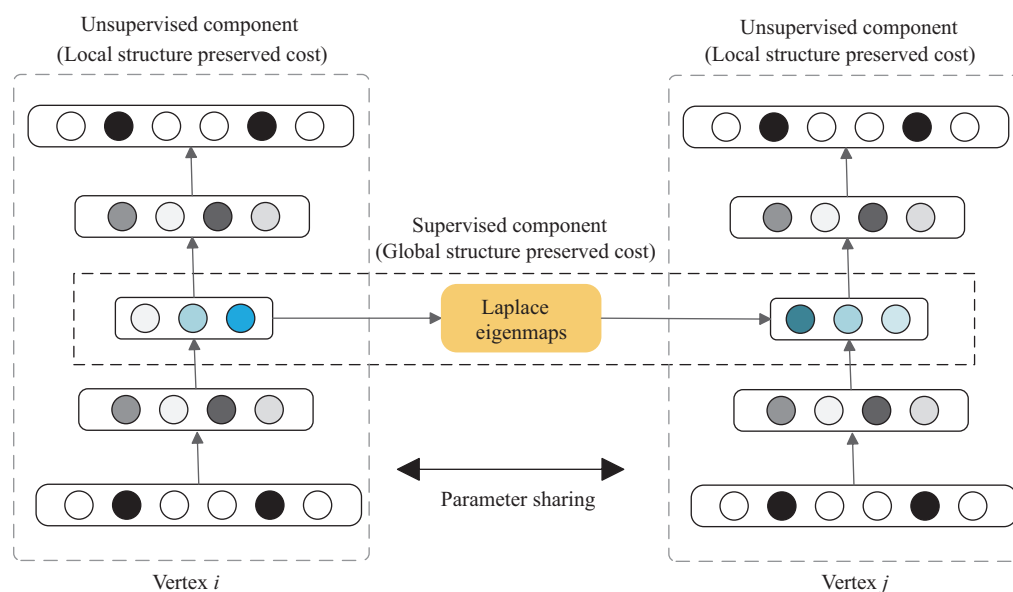 Unsupervised component
(Local structure preserved cost)
Unsupervised component
(Local structure preserved cost)
Supervised component
(Global structure preserved cost)
Laplace
eigenmaps
Parameter sharing
Vertex i
Vertex j